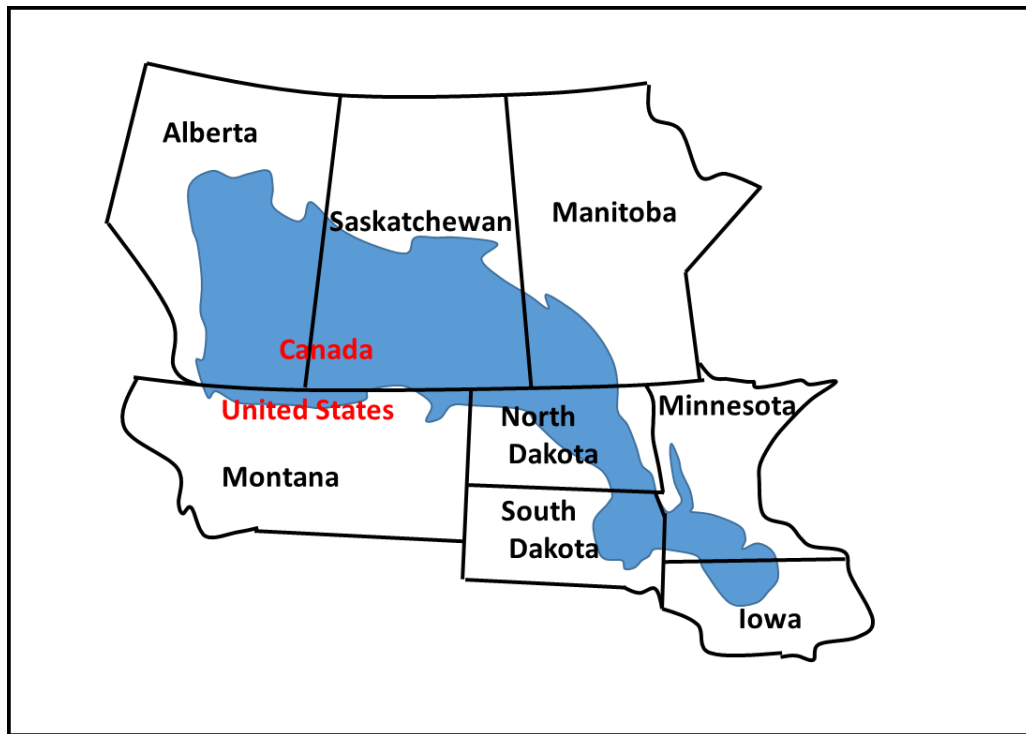 Alberta
Saskatchewan
Manitoba
Canada
United States
Montana
North
Dakota
Minnesota
South
Dakota
Iowa